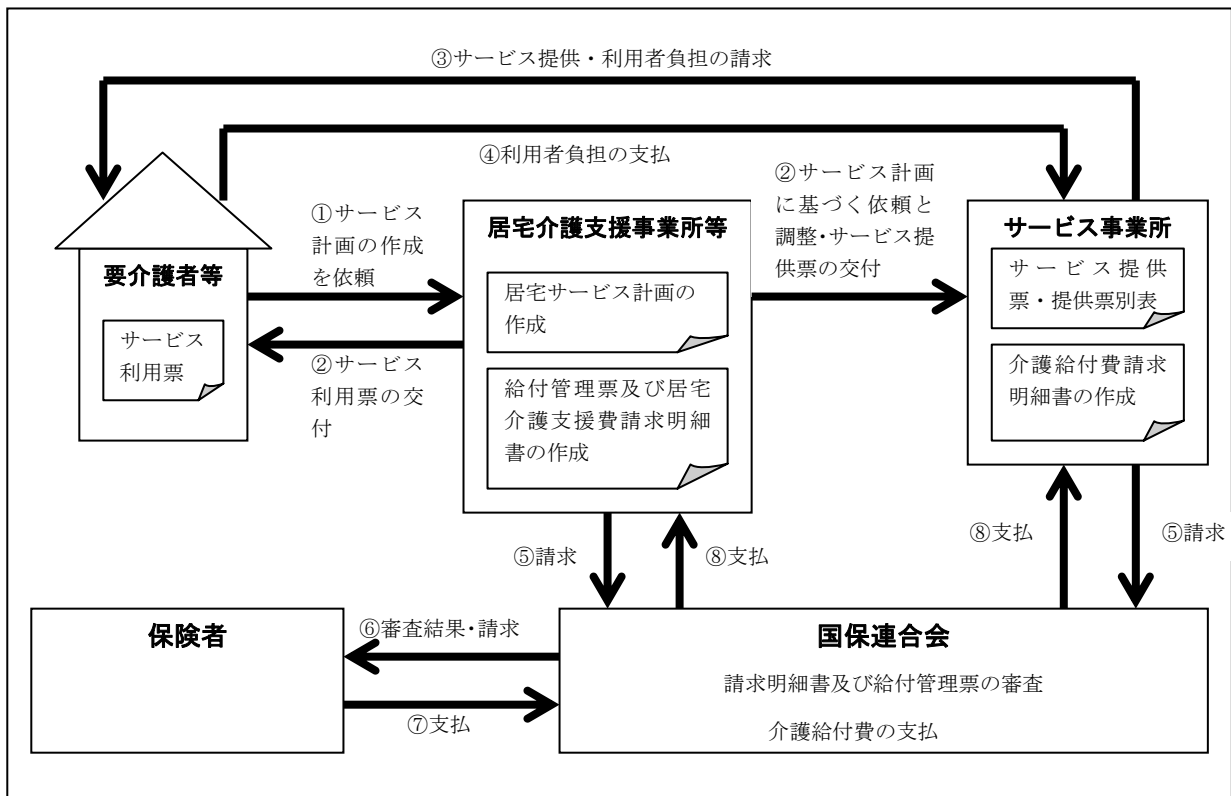 ③サービス提供・利用者負担の請求
④利用者負担の支払
要介護者等
サービス
利用票
①サービス
計画の作成
を依頼
②サービス
利用票の交
付
居宅介護支援事業所等
居宅サービス計画の
作成
給付管理票及び居宅
介護支援費請求明細
書の作成
②サービス計画
に基づく依頼と
調整・サービス提
供票の交付
サービス事業所
サービス提供
票・提供票別表
介護給付費請求
明細書の作成
⑤請求
⑧支払
⑧支払
⑤請求
保険者
⑥審査結果・請求
⑦支払
国保連合会
請求明細書及び給付管理票の審査
介護給付費の支払